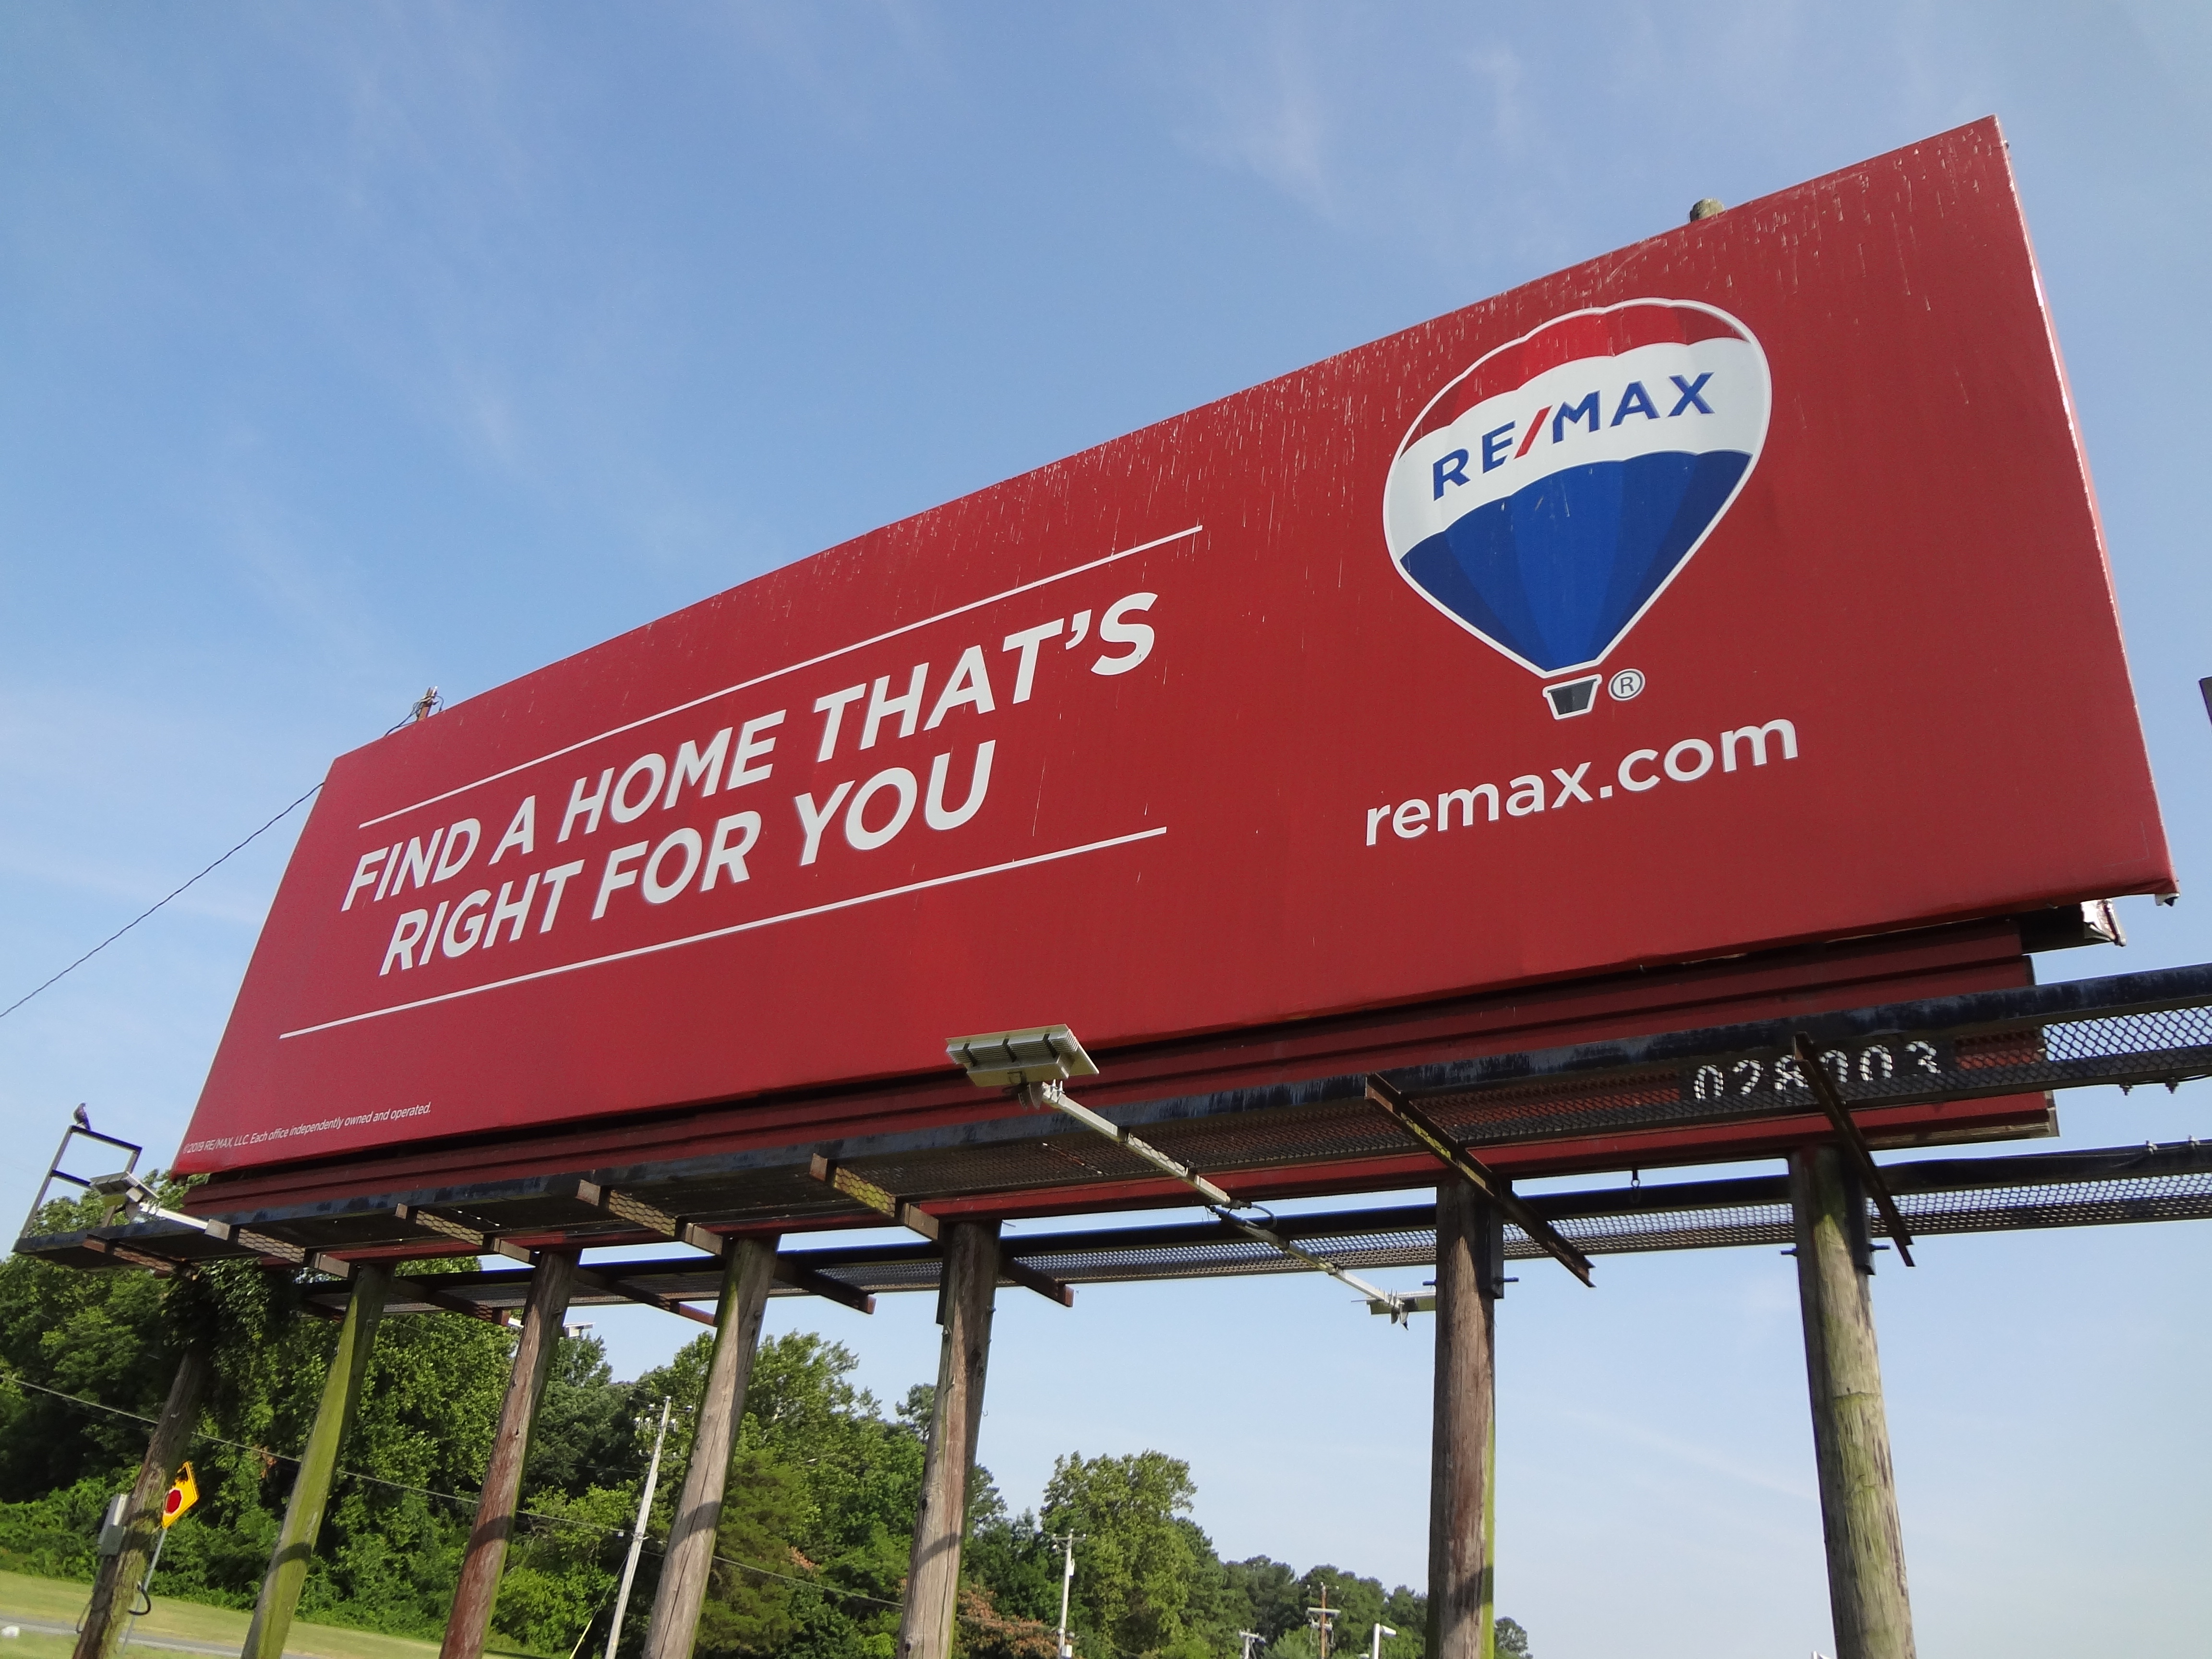 FIND A HOME THAT'S
RIGHT FOR YOU
RE/MAX
®
remax.com
©2019 RE/MAX, LLC. Each office independently owned and operated.